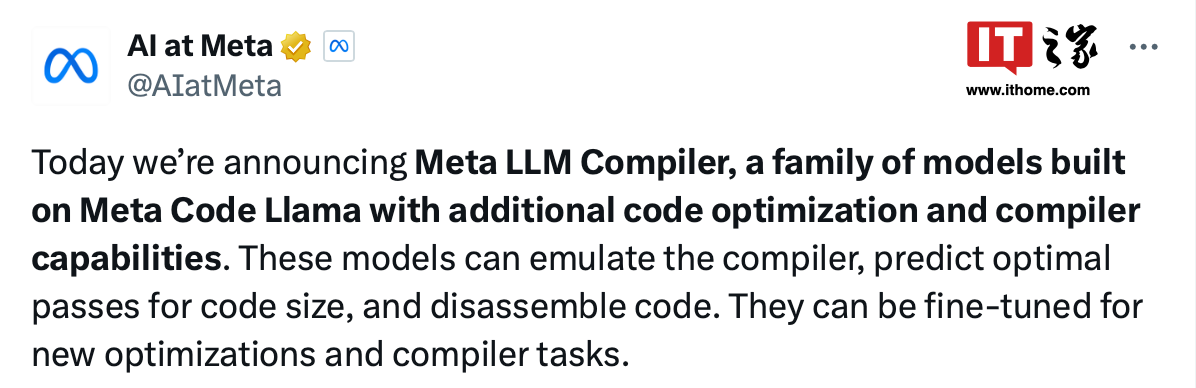 AI at Meta
@AIatMeta
IT之家
www.ithome.com
Today we’re announcing Meta LLM Compiler, a family of models built
on Meta Code Llama with additional code optimization and compiler
capabilities. These models can emulate the compiler, predict optimal
passes for code size, and disassemble code. They can be fine-tuned for
new optimizations and compiler tasks.